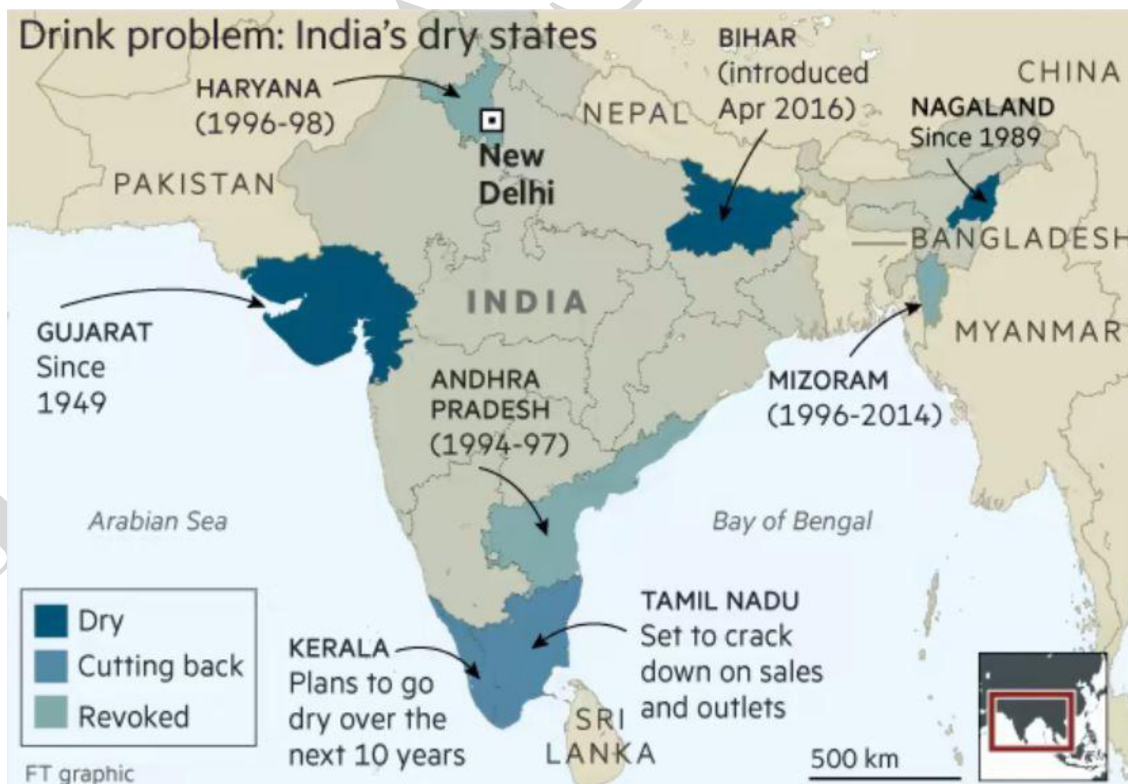 Drink problem: India's dry states
HARYANA
(1996-98)
New
Delhi
BIHAR
(introduced
Apr 2016)
NEPAL
CHINA
NAGALAND
Since 1989
PAKISTAN
BANGLADESH
INDIA
MYANMAR
GUJARAT
Since
1949
ANDHRA
PRADESH
(1994-97)
MIZORAM
(1996-2014)
Arabian Sea
Bay of Bengal
Dry
Cutting back
Revoked
KERALA
Plans to go
dry over the
next 10 years
TAMIL NADU
Set to crack
down on sales
and outlets
SRI
LANKA
500 km
FT graphic